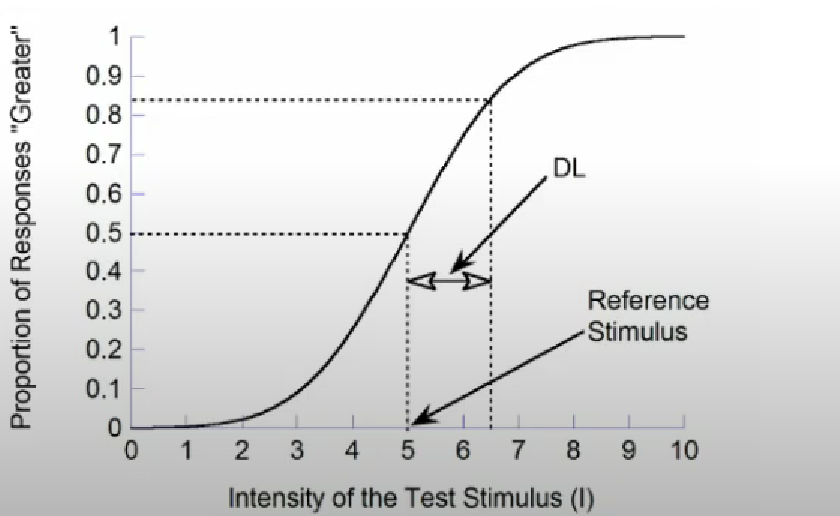 Proportion of Responses "Greater"
1
0.9
0.8
0.7
0.6
0.5
0.4
0.3
0.2
0.1
0
DL
Reference
Stimulus
0 1 2 3 4 5 6 7 8 9 10
Intensity of the Test Stimulus (I)